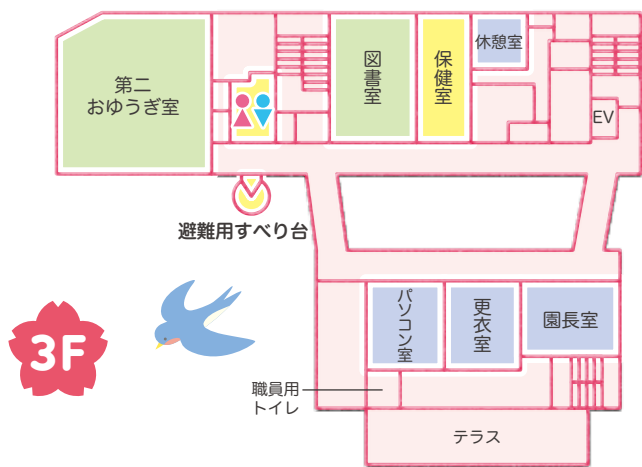 第二
おゆうぎ室
図書室
保健室
休憩室
EV
避難用すべり台
3F
パソコン室
更衣室
園長室
職員用
トイレ
テラス